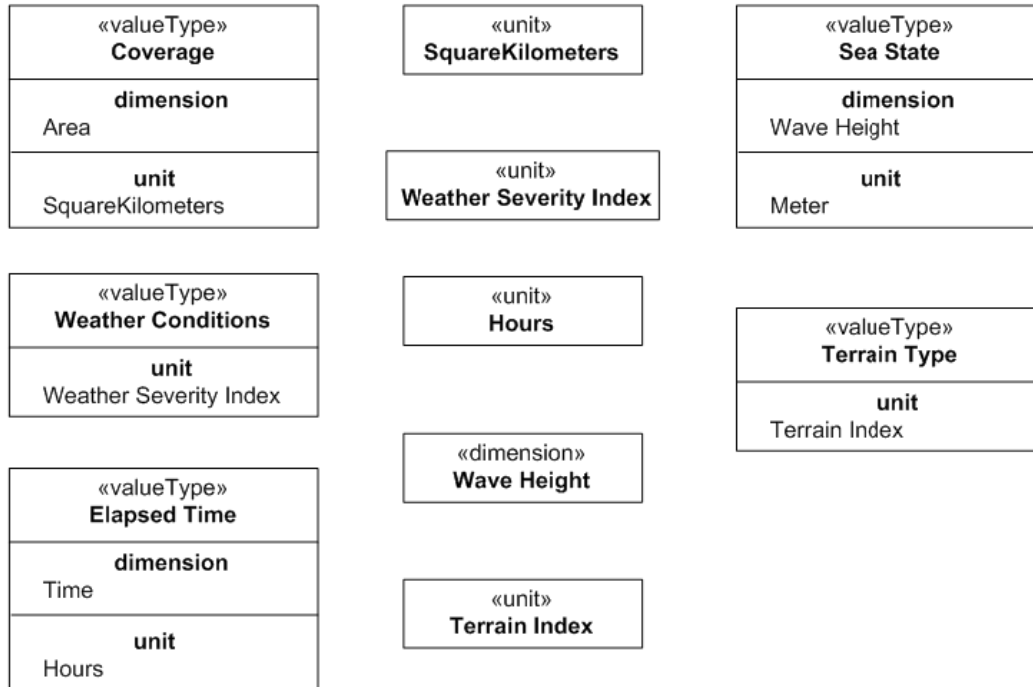 «valueType»
Coverage
dimension
Area
unit
SquareKilometers
«valueType»
Weather Conditions
unit
Weather Severity Index
«valueType»
Elapsed Time
dimension
Time
unit
Hours
«unit»
SquareKilometers
«unit»
Weather Severity Index
«unit»
Hours
«dimension»
Wave Height
«unit»
Terrain Index
«valueType»
Sea State
dimension
Wave Height
unit
Meter
«valueType»
Terrain Type
unit
Terrain Index